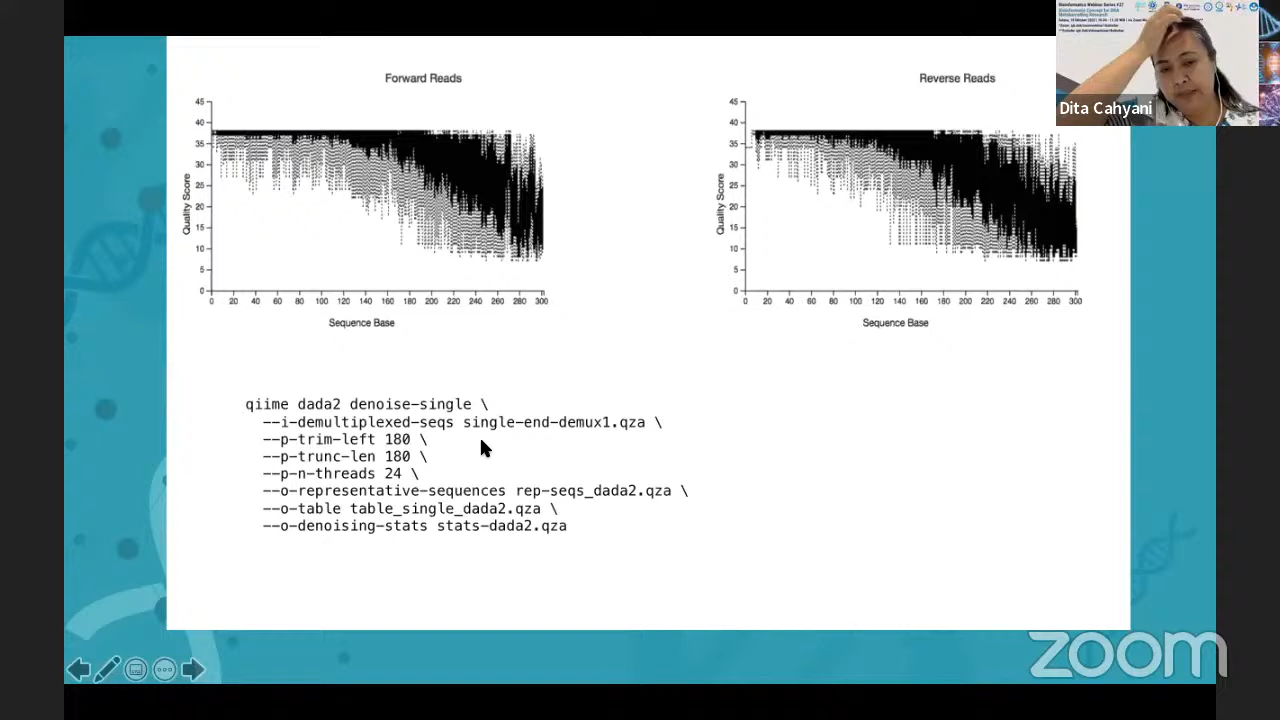 Bioinformatics Webinar Series #27
Dita Cahyani
Forward Reads
45
40
35
30
25
20
15
10
5
0
Quality Score
0 20 40 60 80 100 120 140 160 180 200 220 240 260 280 300
Sequence Base
Reverse Reads
45
40
35
30
25
20
15
10
5
0
Quality Score
0 20 40 60 80 100 120 140 160 180 200 220 240 260 280 300
Sequence Base
qiime dada2 denoise-single \
--i-demultiplexed-seqs single-end-demux1.qza \
--p-trim-left 180 \
--p-trunc-len 180 \
--p-n-threads 24 \
--o-representative-sequences rep-seqs_dada2.qza \
--o-table table_single_dada2.qza \
--o-denoising-stats stats-dada2.qza
zoom